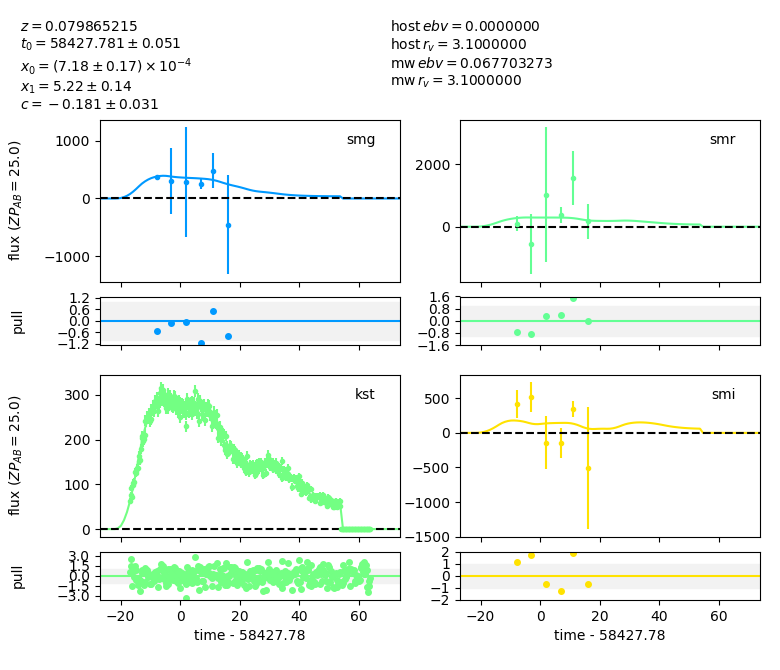 z = 0.079865215
t₀ = 58427.781 ± 0.051
x₀ = (7.18 ± 0.17) × 10⁻⁴
x₁ = 5.22 ± 0.14
c = −0.181 ± 0.031
host ebv = 0.0000000
host r_v = 3.1000000
mw ebv = 0.067703273
mw r_v = 3.1000000
smg
1000
0
−1000
flux (ZP_AB = 25.0)
smr
2000
0
1.2
0.6
0.0
−0.6
−1.2
pull
1.6
0.8
0.0
−0.8
−1.6
kst
300
200
100
0
flux (ZP_AB = 25.0)
smi
500
0
−500
−1000
−1500
3.0
1.5
0.0
−1.5
−3.0
pull
−20 0 20 40 60
time - 58427.78
2
1
0
−1
−2
−20 0 20 40 60
time - 58427.78